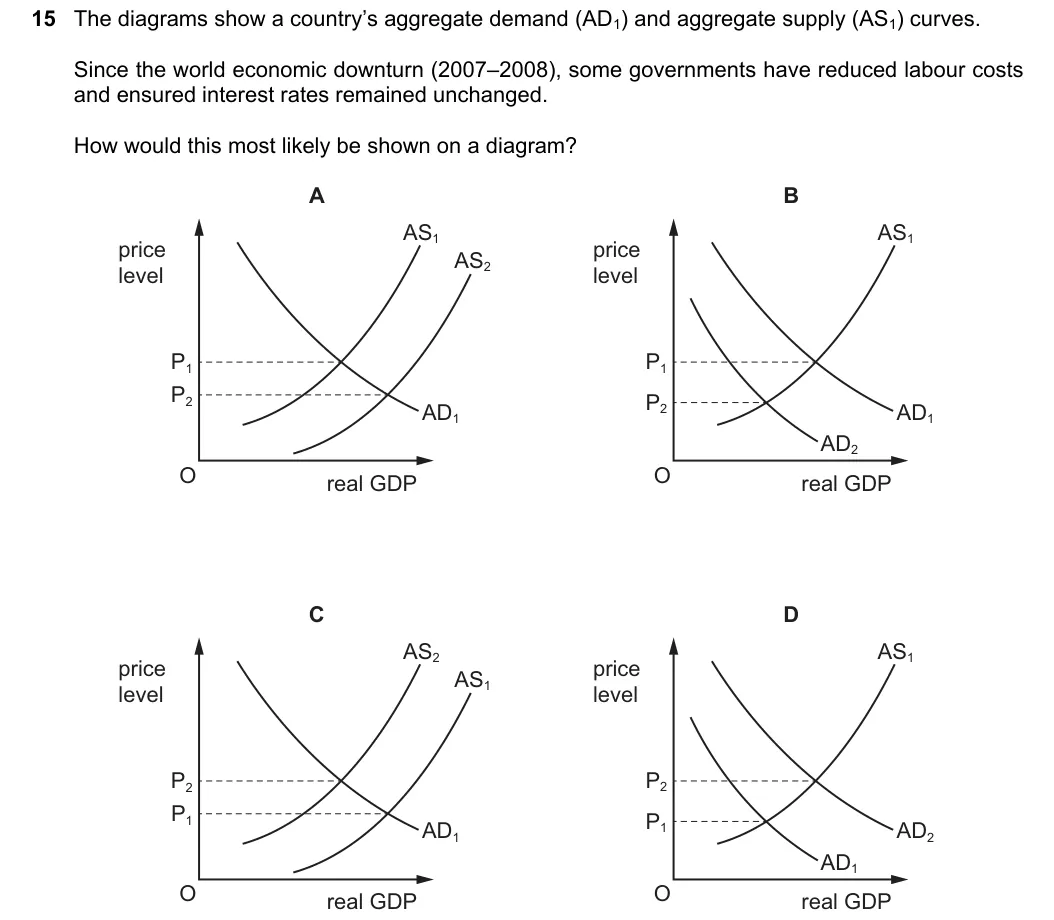 15 The diagrams show a country’s aggregate demand (AD₁) and aggregate supply (AS₁) curves.
Since the world economic downturn (2007–2008), some governments have reduced labour costs
and ensured interest rates remained unchanged.
How would this most likely be shown on a diagram?
A
price
level
AS₁
AS₂
P₁
P₂
AD₁
O
real GDP
B
price
level
AS₁
P₁
P₂
AD₁
AD₂
O
real GDP
C
price
level
AS₂
AS₁
P₂
P₁
AD₁
O
real GDP
D
price
level
AS₁
P₂
P₁
AD₂
AD₁
O
real GDP